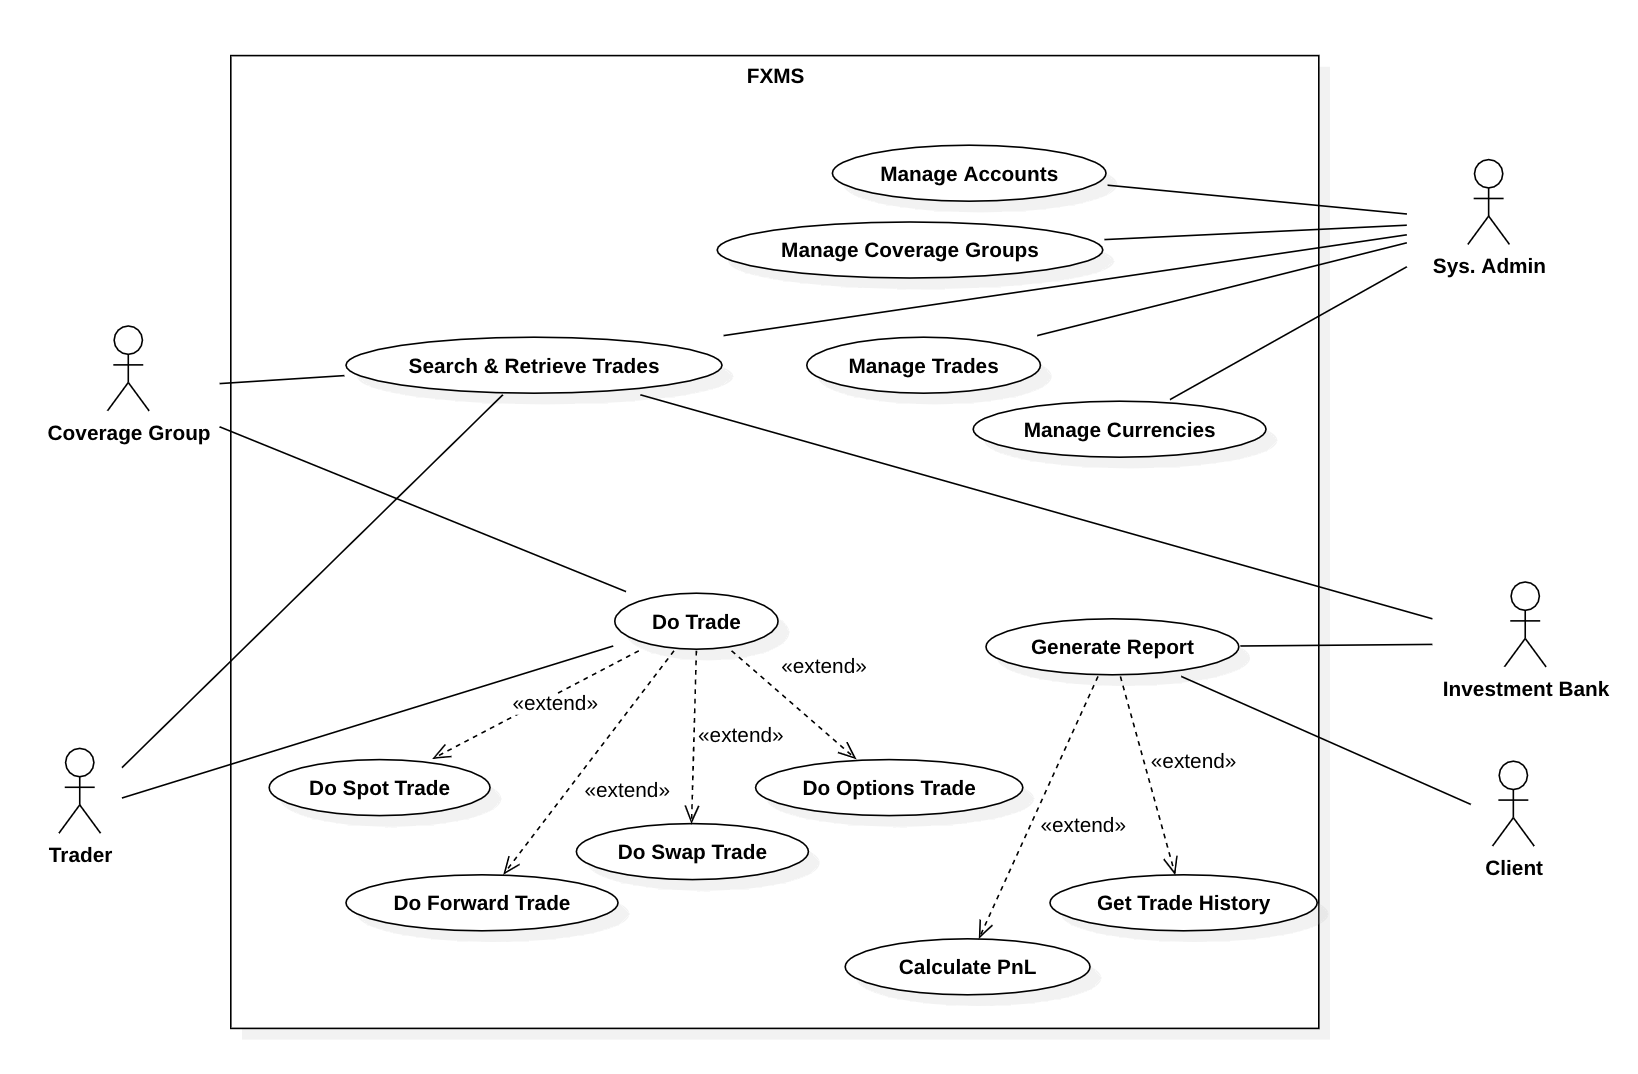 FXMS
Manage Accounts
Manage Coverage Groups
Sys. Admin
Search & Retrieve Trades
Manage Trades
Coverage Group
Manage Currencies
Do Trade
Generate Report
«extend»
Investment Bank
«extend»
«extend»
«extend»
Do Spot Trade
«extend»
Do Options Trade
«extend»
Do Swap Trade
Trader
Client
Do Forward Trade
Get Trade History
Calculate PnL